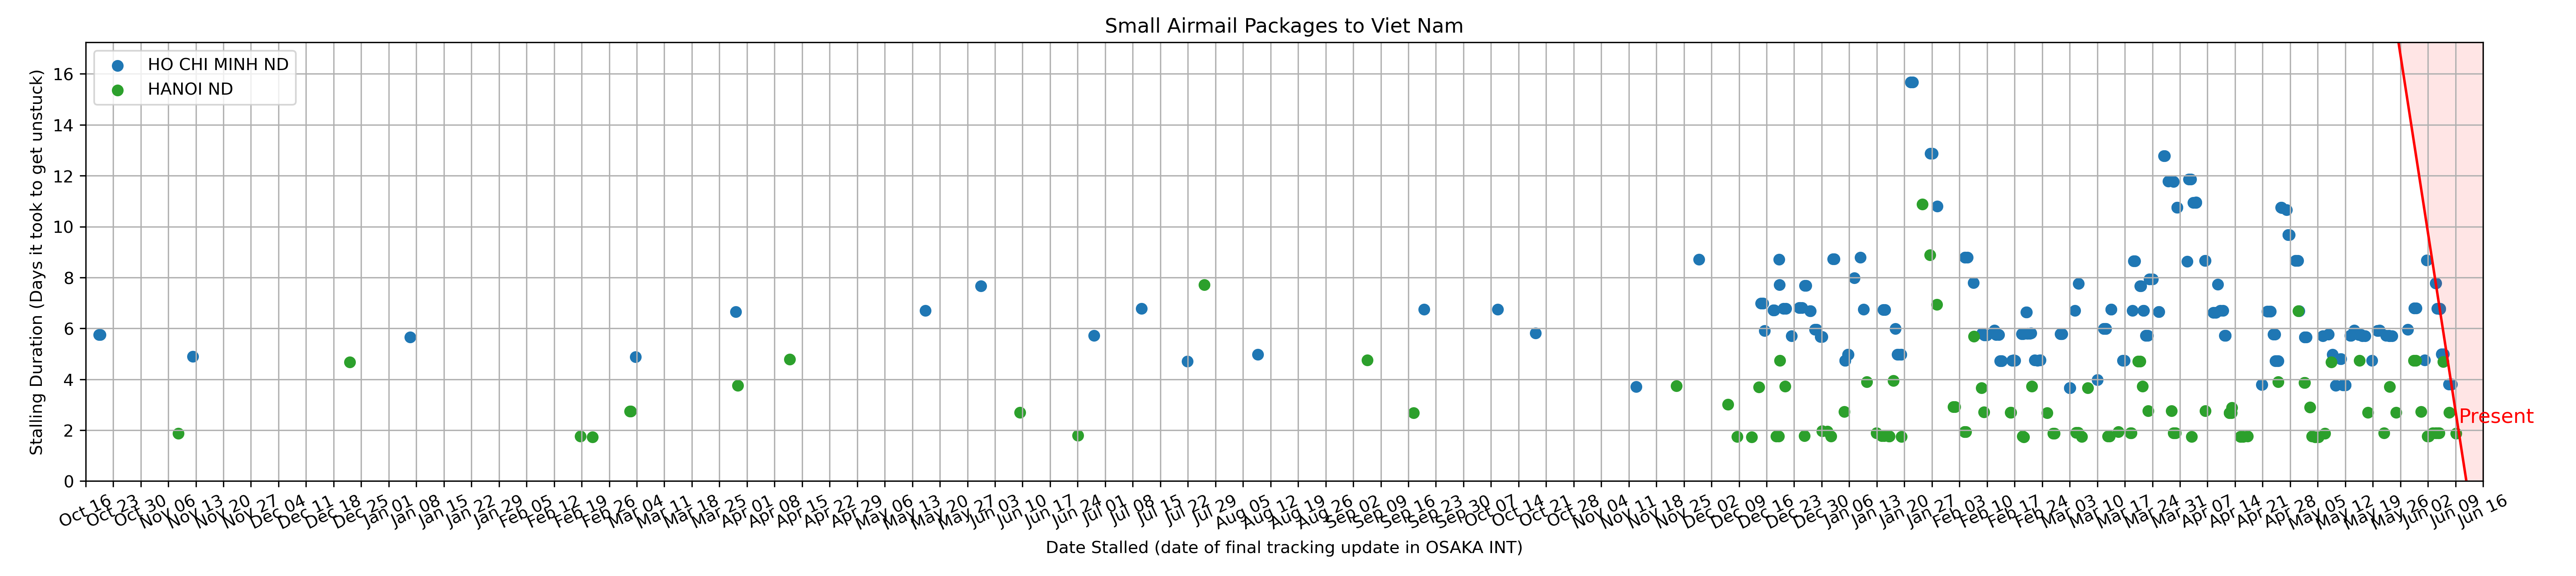 Small Airmail Packages to Viet Nam
HO CHI MINH ND
HANOI ND
Stalling Duration (Days it took to get unstuck)
16
14
12
10
8
6
4
2
0
Present
Oct 16 Oct 23 Oct 30 Nov 06 Nov 13 Nov 20 Nov 27 Dec 04 Dec 11 Dec 18 Dec 25 Jan 01 Jan 08 Jan 15 Jan 22 Jan 29 Feb 05 Feb 12 Feb 19 Feb 26 Mar 04 Mar 11 Mar 18 Mar 25 Apr 01 Apr 08 Apr 15 Apr 22 Apr 29 May 06 May 13 May 20 May 27 Jun 03 Jun 10 Jun 17 Jun 24 Jul 01 Jul 08 Jul 15 Jul 22 Jul 29 Aug 05 Aug 12 Aug 19 Aug 26 Sep 02 Sep 09 Sep 16 Sep 23 Sep 30 Oct 07 Oct 14 Oct 21 Oct 28 Nov 04 Nov 11 Nov 18 Nov 25 Dec 02 Dec 09 Dec 16 Dec 23 Dec 30 Jan 06 Jan 13 Jan 20 Jan 27 Feb 03 Feb 10 Feb 17 Feb 24 Mar 03 Mar 10 Mar 17 Mar 24 Mar 31 Apr 07 Apr 14 Apr 21 Apr 28 May 05 May 12 May 19 May 26 Jun 02 Jun 09 Jun 16
Date Stalled (date of final tracking update in OSAKA INT)